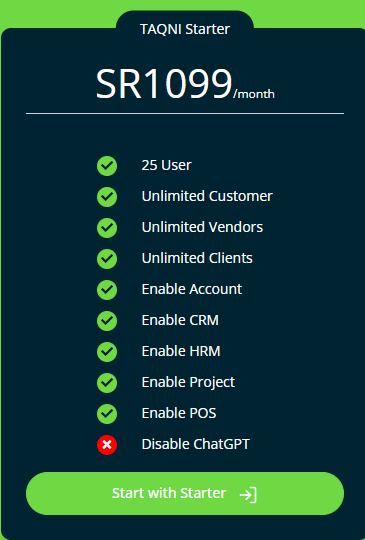 TAQNI Starter
SR1099/month
25 User
Unlimited Customer
Unlimited Vendors
Unlimited Clients
Enable Account
Enable CRM
Enable HRM
Enable Project
Enable POS
Disable ChatGPT
Start with Starter